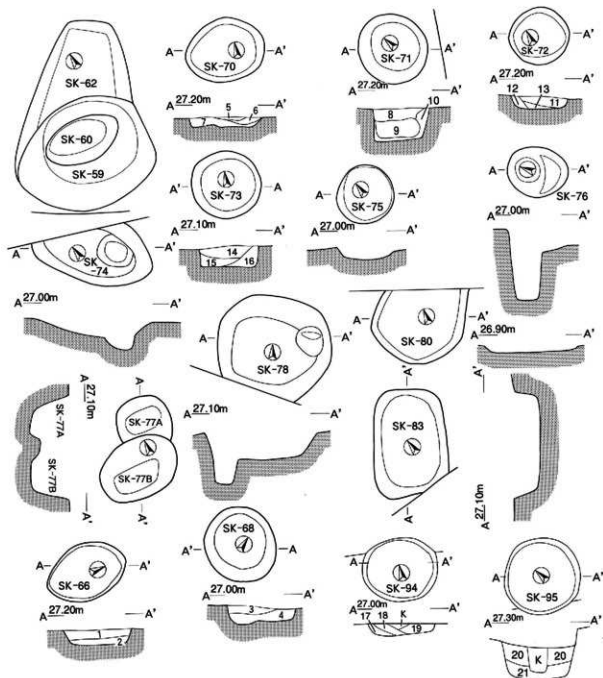 SK-62
SK-60
SK-59
A A'
SK-70
A 27.20m A'
5 6
A A'
SK-71
A 27.20m A'
8 10
9
A A'
SK-72
A 27.20m A'
12 13
11
A' A
SK-73
A 27.10m A'
14
15 16
A A'
SK-75
A 27.00m A'
A A'
SK-76
A 27.00m A'
A A'
SK-74
A 27.00m A'
A A'
SK-78
A 27.10m A'
A A'
SK-80
A 26.90m A'
A 27.10m A'
SK-77A
SK-77B
A
SK-77A
SK-77B
A'
A'
SK-83
A
A 27.10m A'
A A'
SK-66
A 27.20m A'
1
2
A' A
SK-68
A 27.00m A'
3
4
A A'
SK-94
A 27.00m A'
17 18 K
19
A A'
SK-95
A 27.30m A'
20 K 20
21